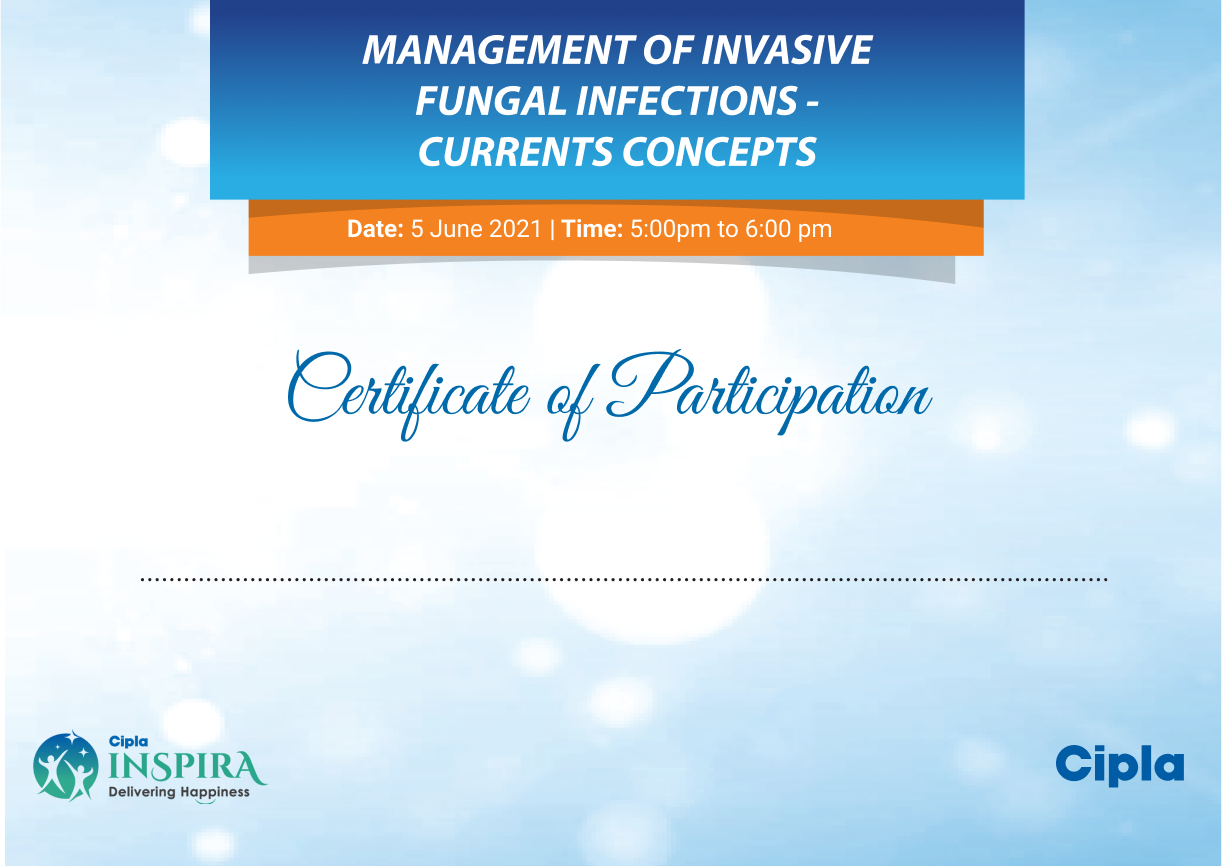 MANAGEMENT OF INVASIVE
FUNGAL INFECTIONS -
CURRENTS CONCEPTS
Date: 5 June 2021 | Time: 5:00pm to 6:00 pm
Certificate of Participation
Cipla
INSPIRA
Delivering Happiness
Cipla